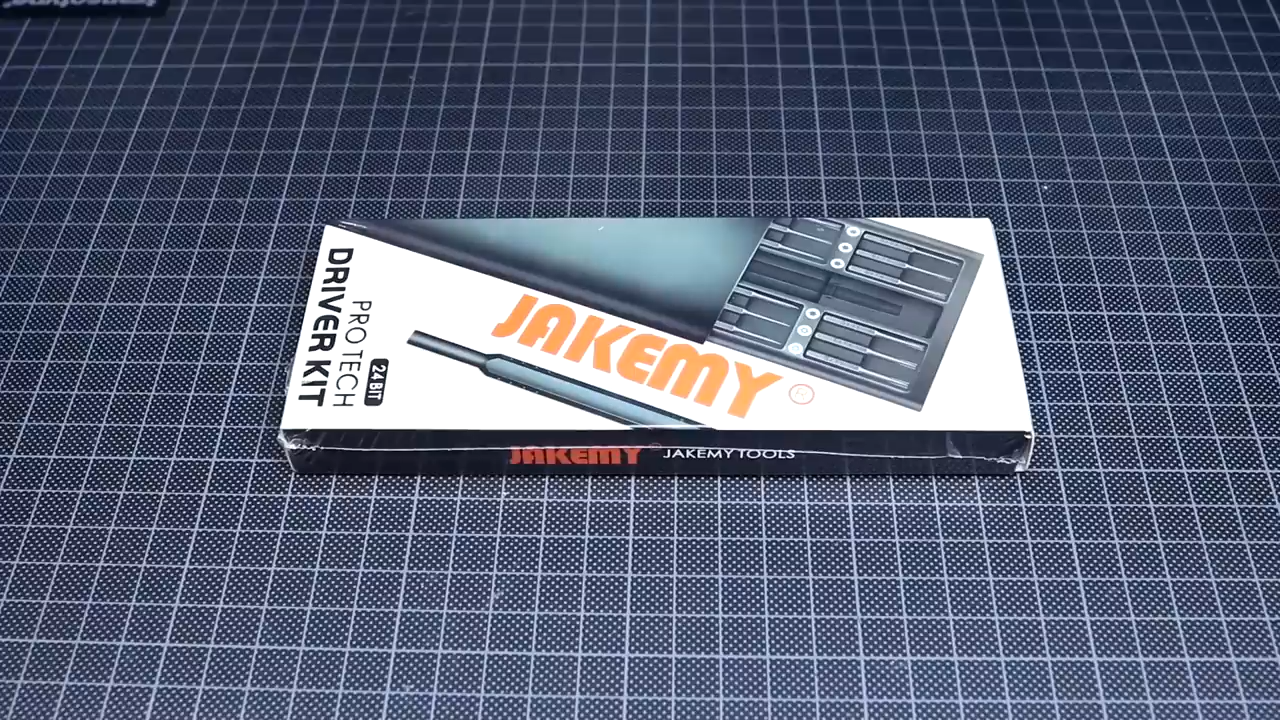 DRIVER KIT
PRO TECH
24 BIT
JAKEMY
JAKEMY JAKEMY TOOLS